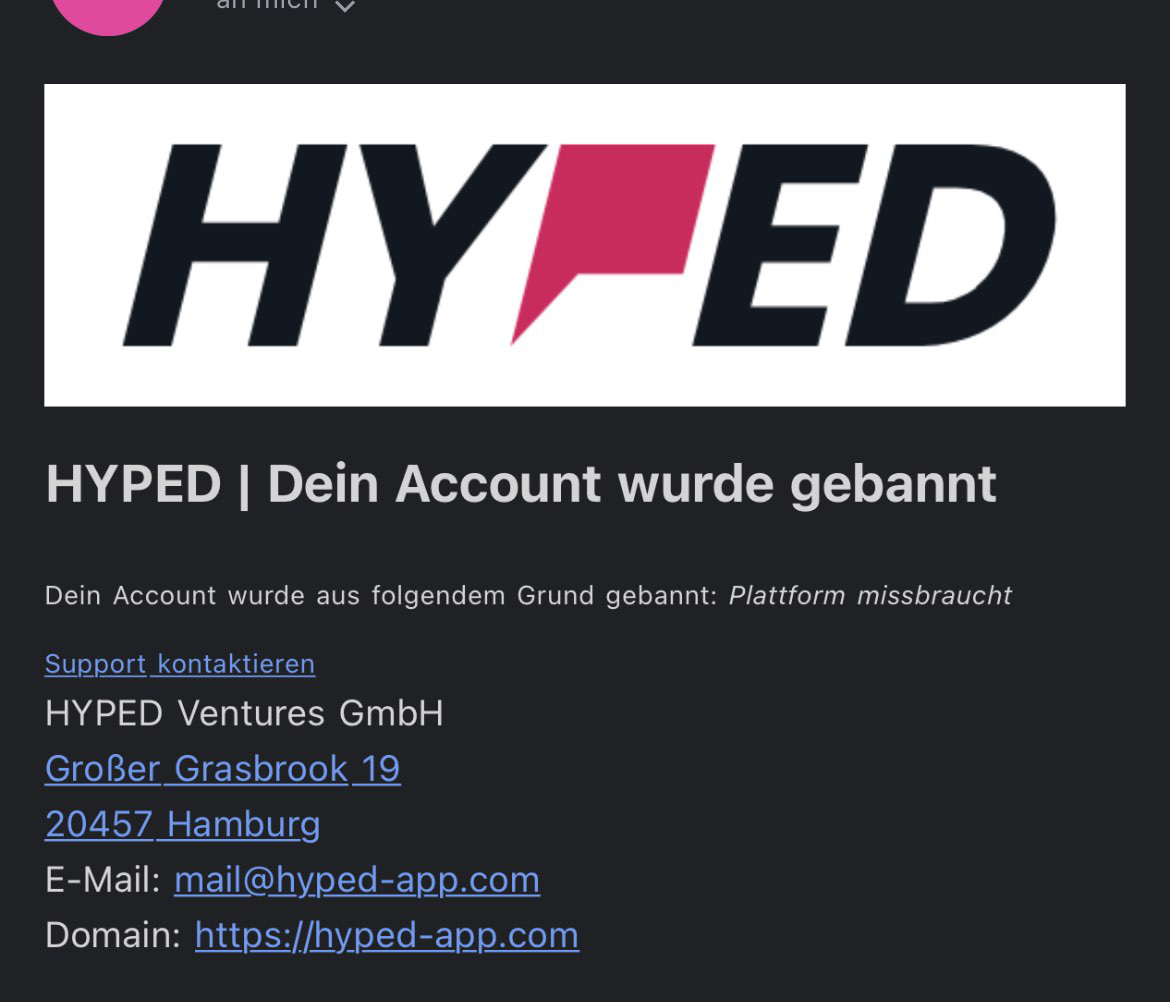 an mich
HYPED
HYPED | Dein Account wurde gebannt
Dein Account wurde aus folgendem Grund gebannt: Plattform missbraucht
Support kontaktieren
HYPED Ventures GmbH
Großer Grasbrook 19
20457 Hamburg
E-Mail: mail@hyped-app.com
Domain: https://hyped-app.com